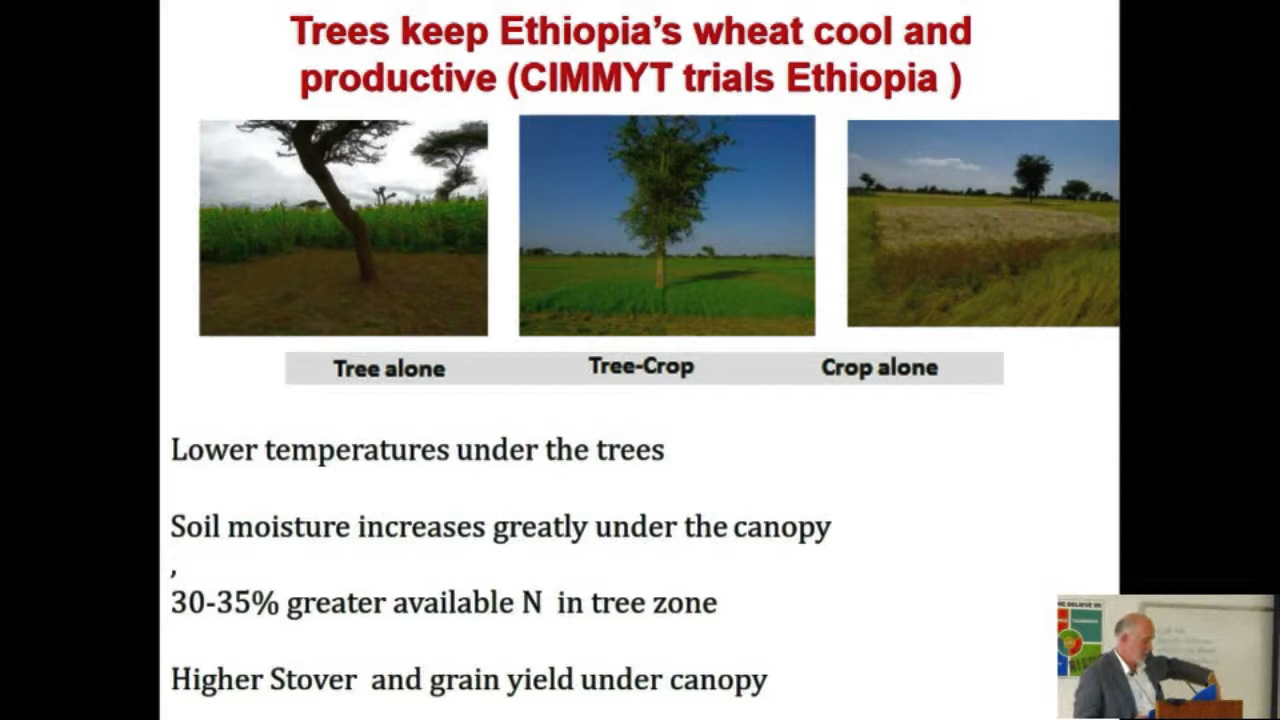 Trees keep Ethiopia's wheat cool and
productive (CIMMYT trials Ethiopia )
Tree alone
Tree-Crop
Crop alone
Lower temperatures under the trees
Soil moisture increases greatly under the canopy
,
30-35% greater available N in tree zone
Higher Stover and grain yield under canopy
BELIEVE IN